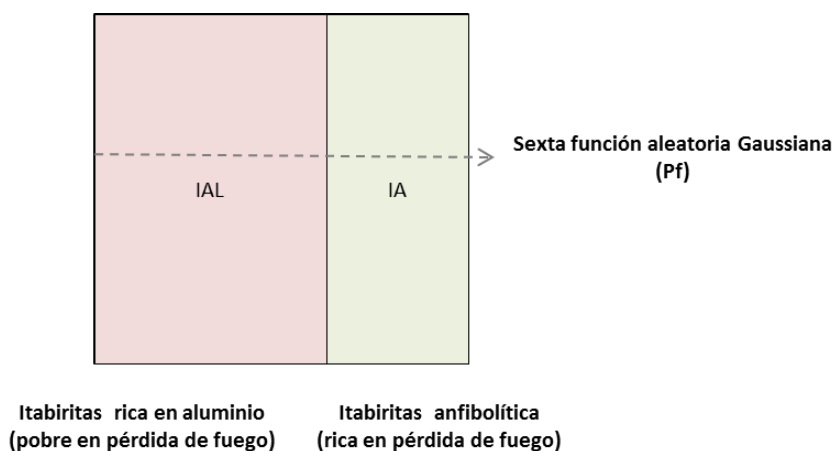 Sexta función aleatoria Gaussiana
(Pf)
IAL
IA
Itabiritas rica en aluminio
(pobre en pérdida de fuego)
Itabiritas anfibolítica
(rica en pérdida de fuego)